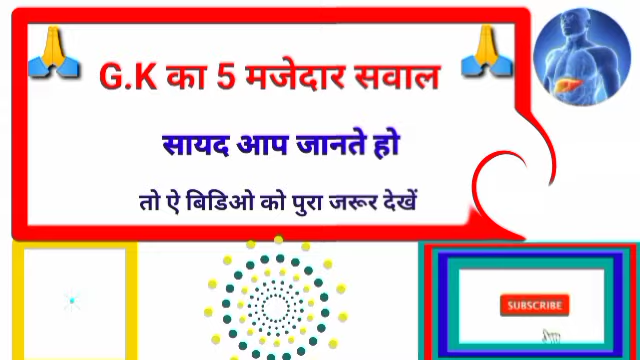 G.K का 5 मजेदार सवाल
सायद आप जानते हो
तो ऐ बिडिओ को पुरा जरूर देखें
SUBSCRIBE